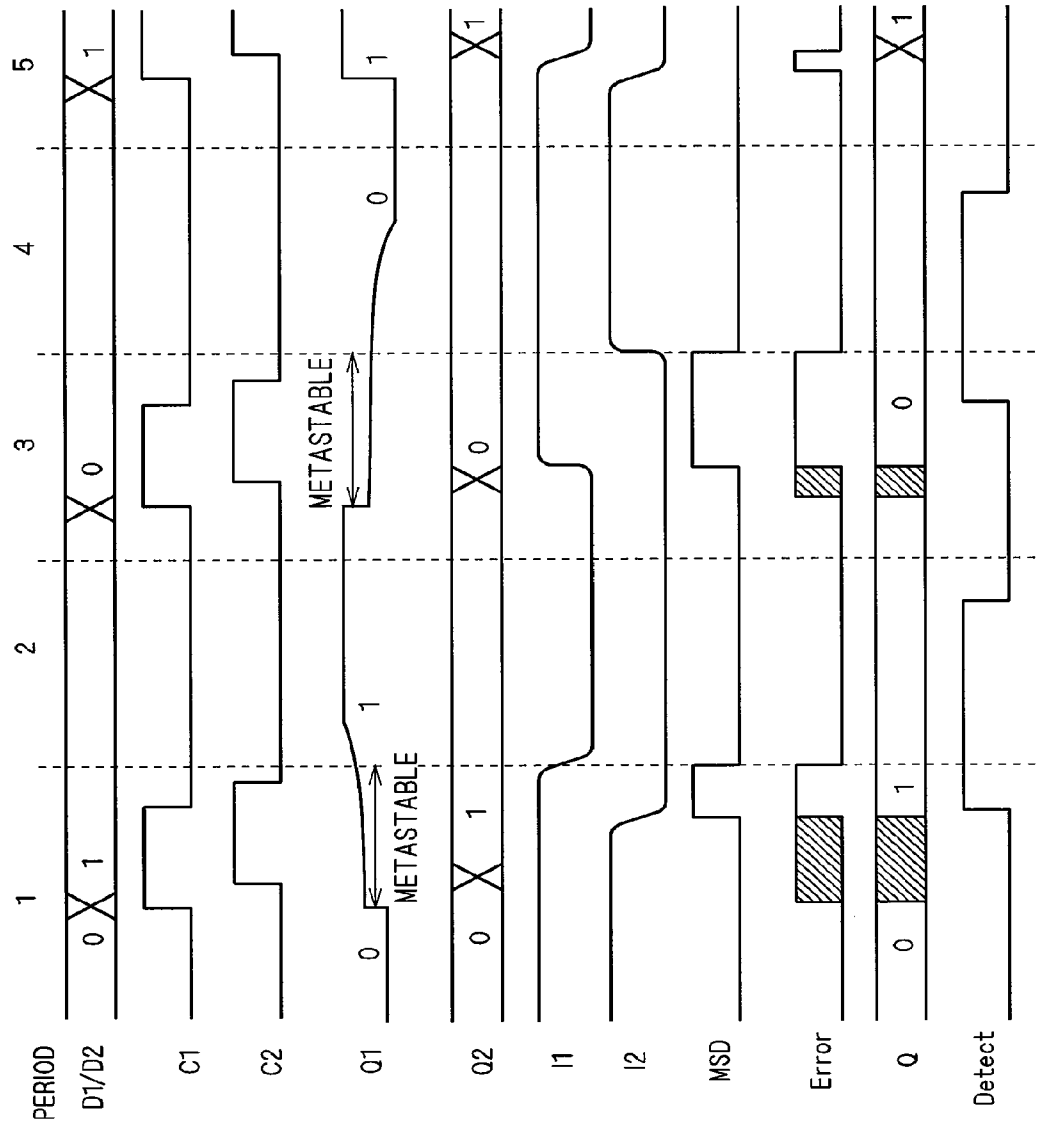 PERIOD 1 2 3 4 5
D1/D2 0 1 0 1
C1
C2
Q1 0 METASTABLE 1 METASTABLE 0 1
Q2 0 1 0 1
I1
I2
MSD
Error
Q 0 1 0 1
Detect